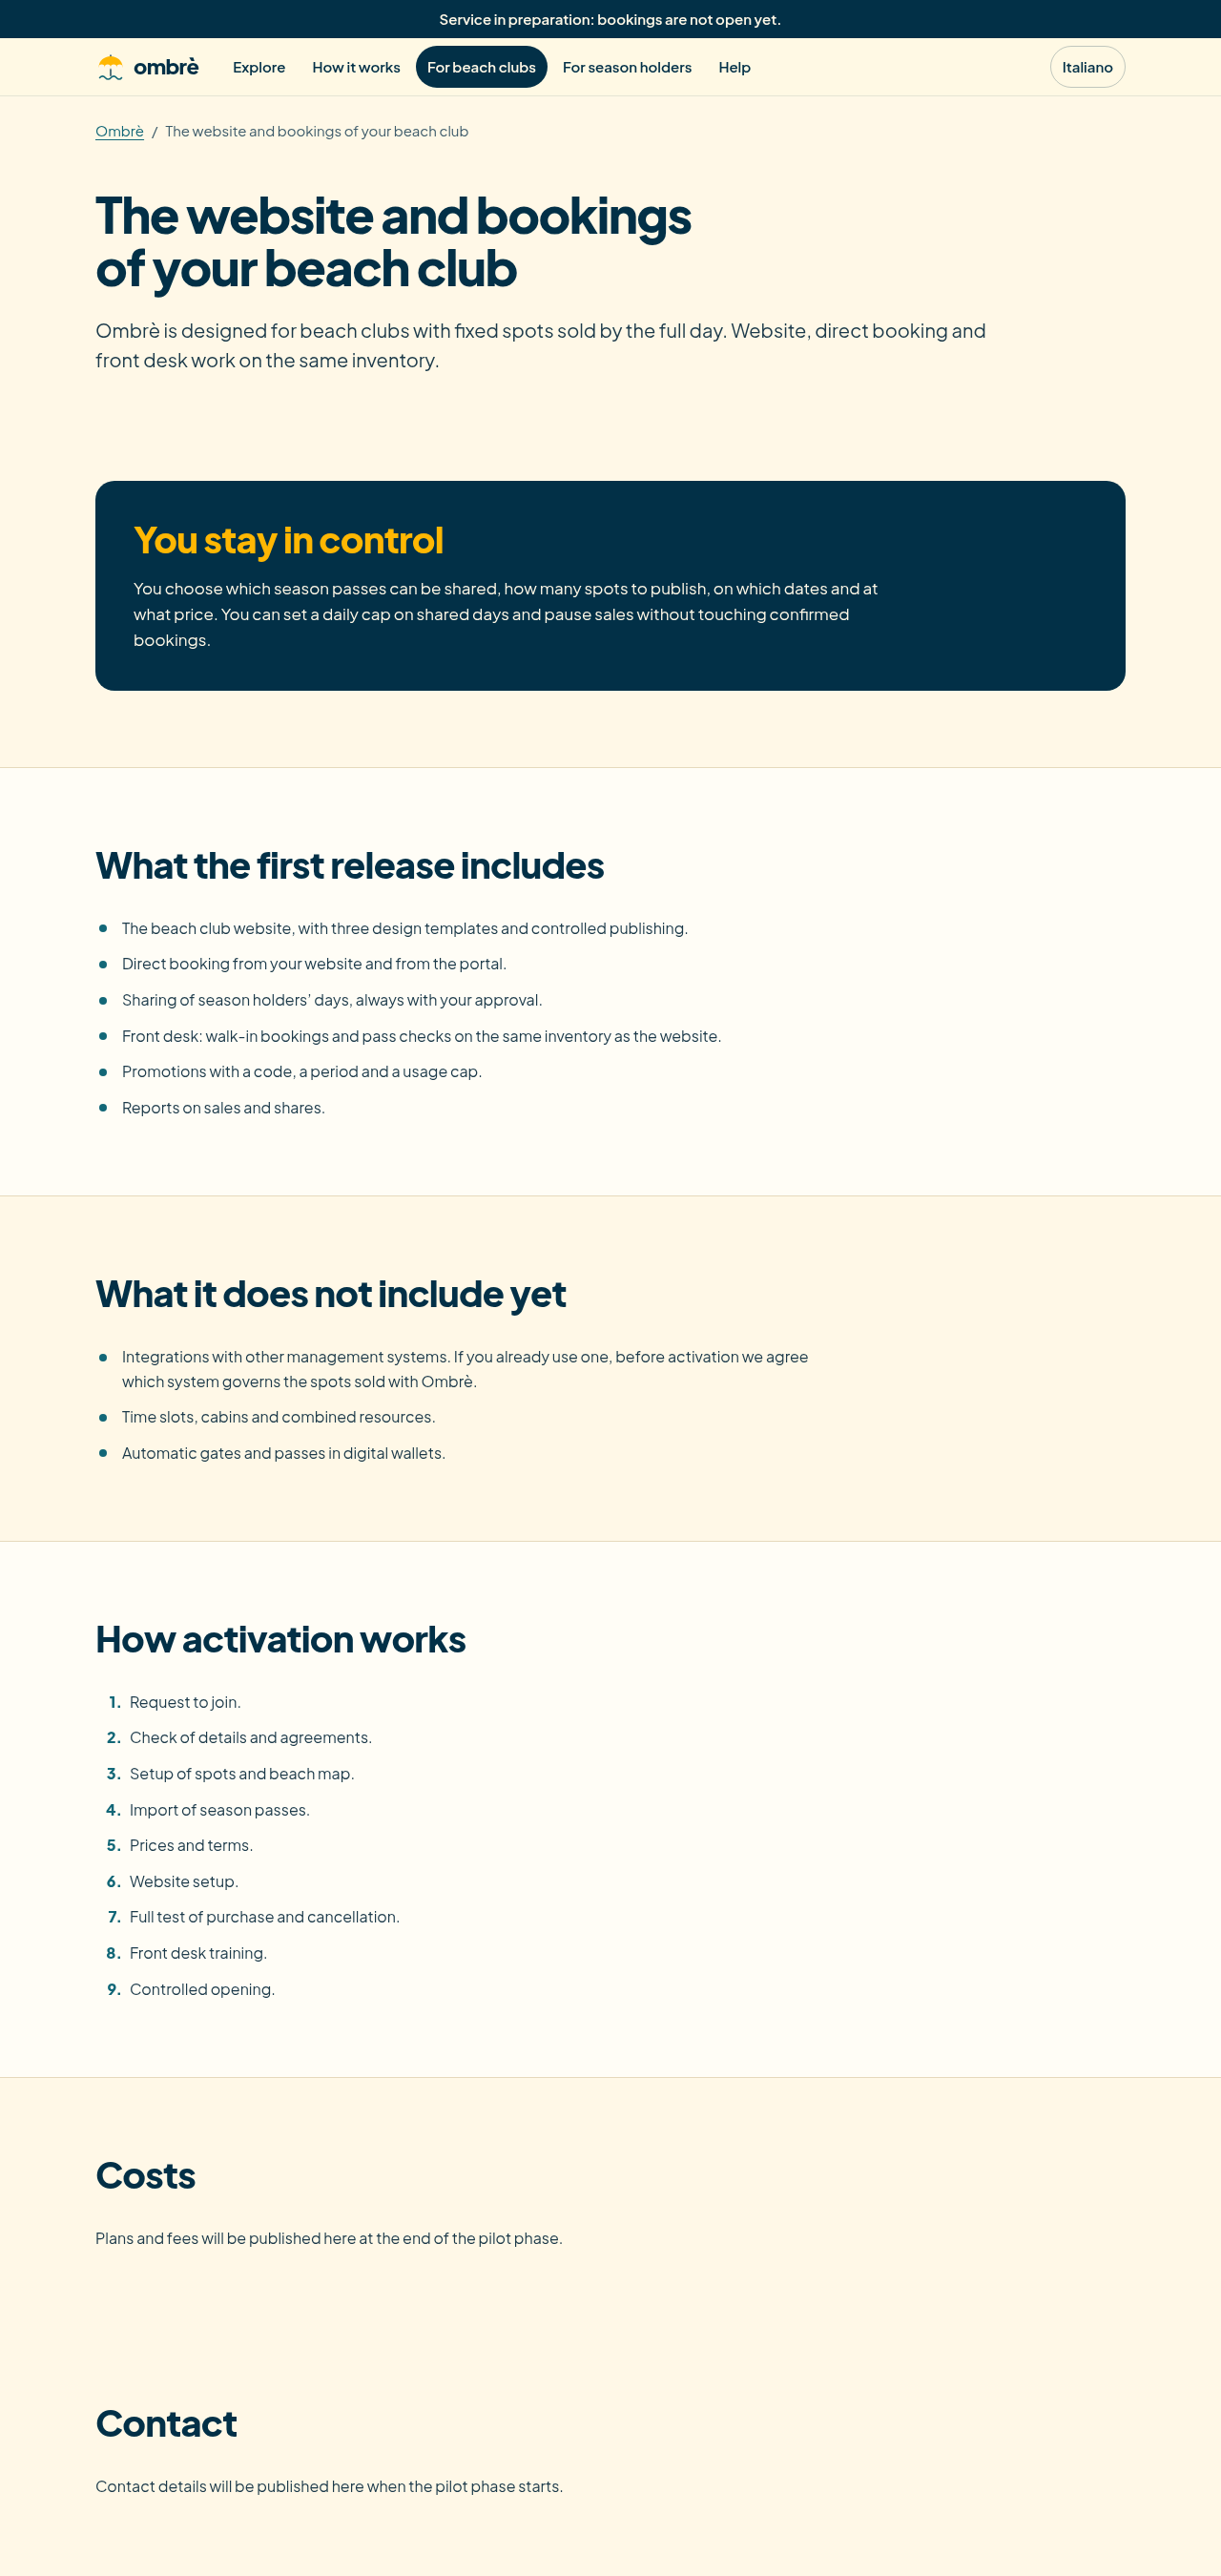 Service in preparation: bookings are not open yet.
ombrè
Explore
How it works
For beach clubs
For season holders
Help
Italiano
Ombrè / The website and bookings of your beach club
The website and bookings
of your beach club
Ombrè is designed for beach clubs with fixed spots sold by the full day. Website, direct booking and
front desk work on the same inventory.
You stay in control
You choose which season passes can be shared, how many spots to publish, on which dates and at
what price. You can set a daily cap on shared days and pause sales without touching confirmed
bookings.
What the first release includes
The beach club website, with three design templates and controlled publishing.
Direct booking from your website and from the portal.
Sharing of season holders’ days, always with your approval.
Front desk: walk-in bookings and pass checks on the same inventory as the website.
Promotions with a code, a period and a usage cap.
Reports on sales and shares.
What it does not include yet
Integrations with other management systems. If you already use one, before activation we agree
which system governs the spots sold with Ombrè.
Time slots, cabins and combined resources.
Automatic gates and passes in digital wallets.
How activation works
1. Request to join.
2. Check of details and agreements.
3. Setup of spots and beach map.
4. Import of season passes.
5. Prices and terms.
6. Website setup.
7. Full test of purchase and cancellation.
8. Front desk training.
9. Controlled opening.
Costs
Plans and fees will be published here at the end of the pilot phase.
Contact
Contact details will be published here when the pilot phase starts.